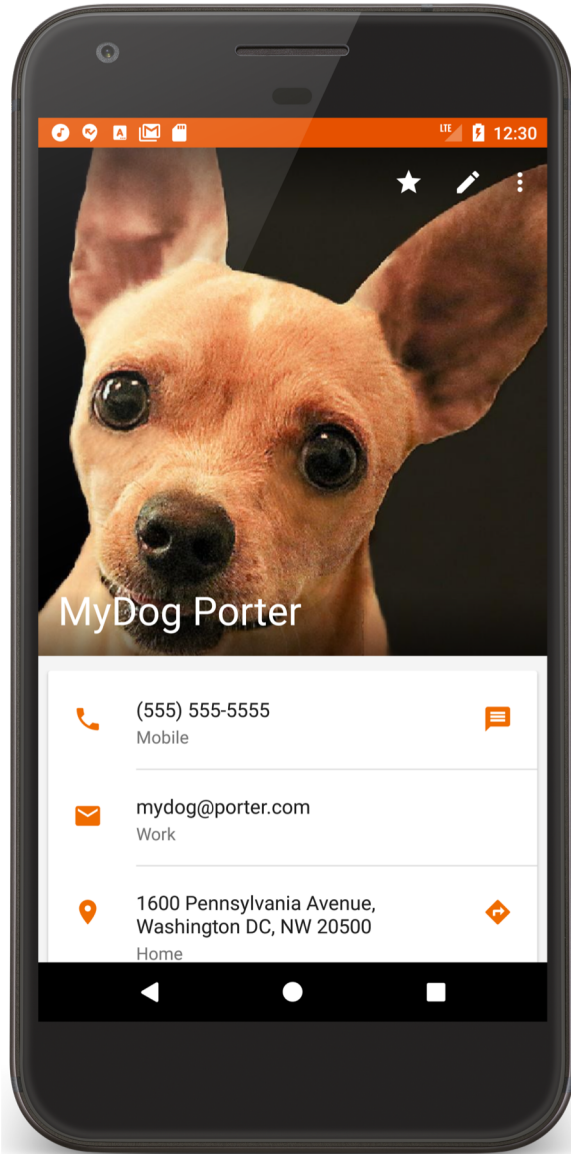 LTE 12:30
MyDog Porter
(555) 555-5555
Mobile
mydog@porter.com
Work
1600 Pennsylvania Avenue,
Washington DC, NW 20500
Home